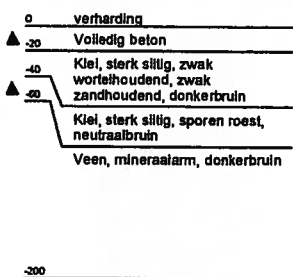 0 verharding
-20 Volledig beton
-40 Klei, sterk siltig, zwak
wortelhoudend, zwak
zandhoudend, donkerbruin
-60 Klei, sterk siltig, sporen roest,
neutraalbruin
Veen, mineraalarm, donkerbruin
-200